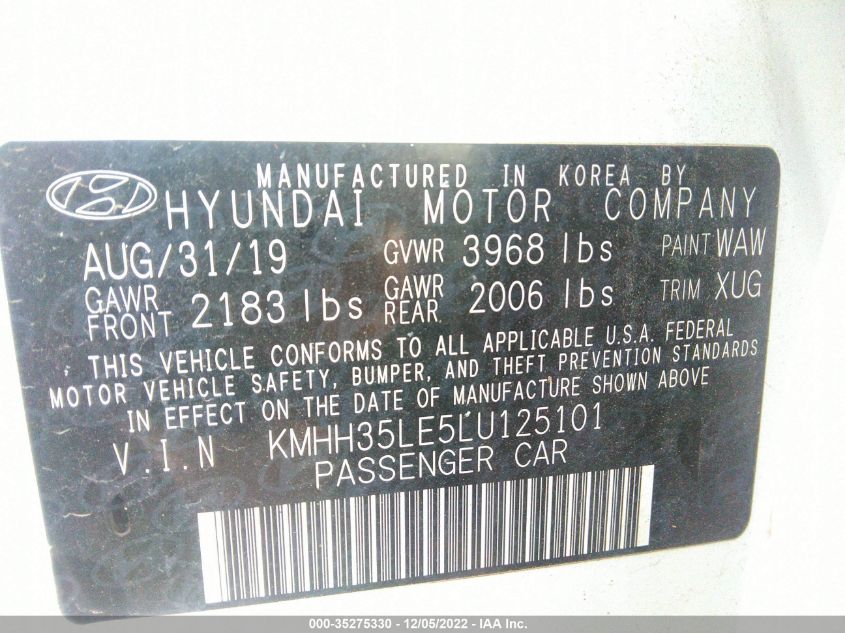 MANUFACTURED IN KOREA BY
HYUNDAI MOTOR COMPANY
AUG/31/19 GVWR 3968 lbs PAINT WAW
GAWR FRONT 2183 lbs GAWR REAR 2006 lbs TRIM XUG
THIS VEHICLE CONFORMS TO ALL APPLICABLE U.S.A. FEDERAL
MOTOR VEHICLE SAFETY, BUMPER, AND THEFT PREVENTION STANDARDS
IN EFFECT ON THE DATE OF MANUFACTURE SHOWN ABOVE
V.I.N KMHH35LE5LU125101
PASSENGER CAR
000-35275330 - 12/05/2022 - IAA Inc.